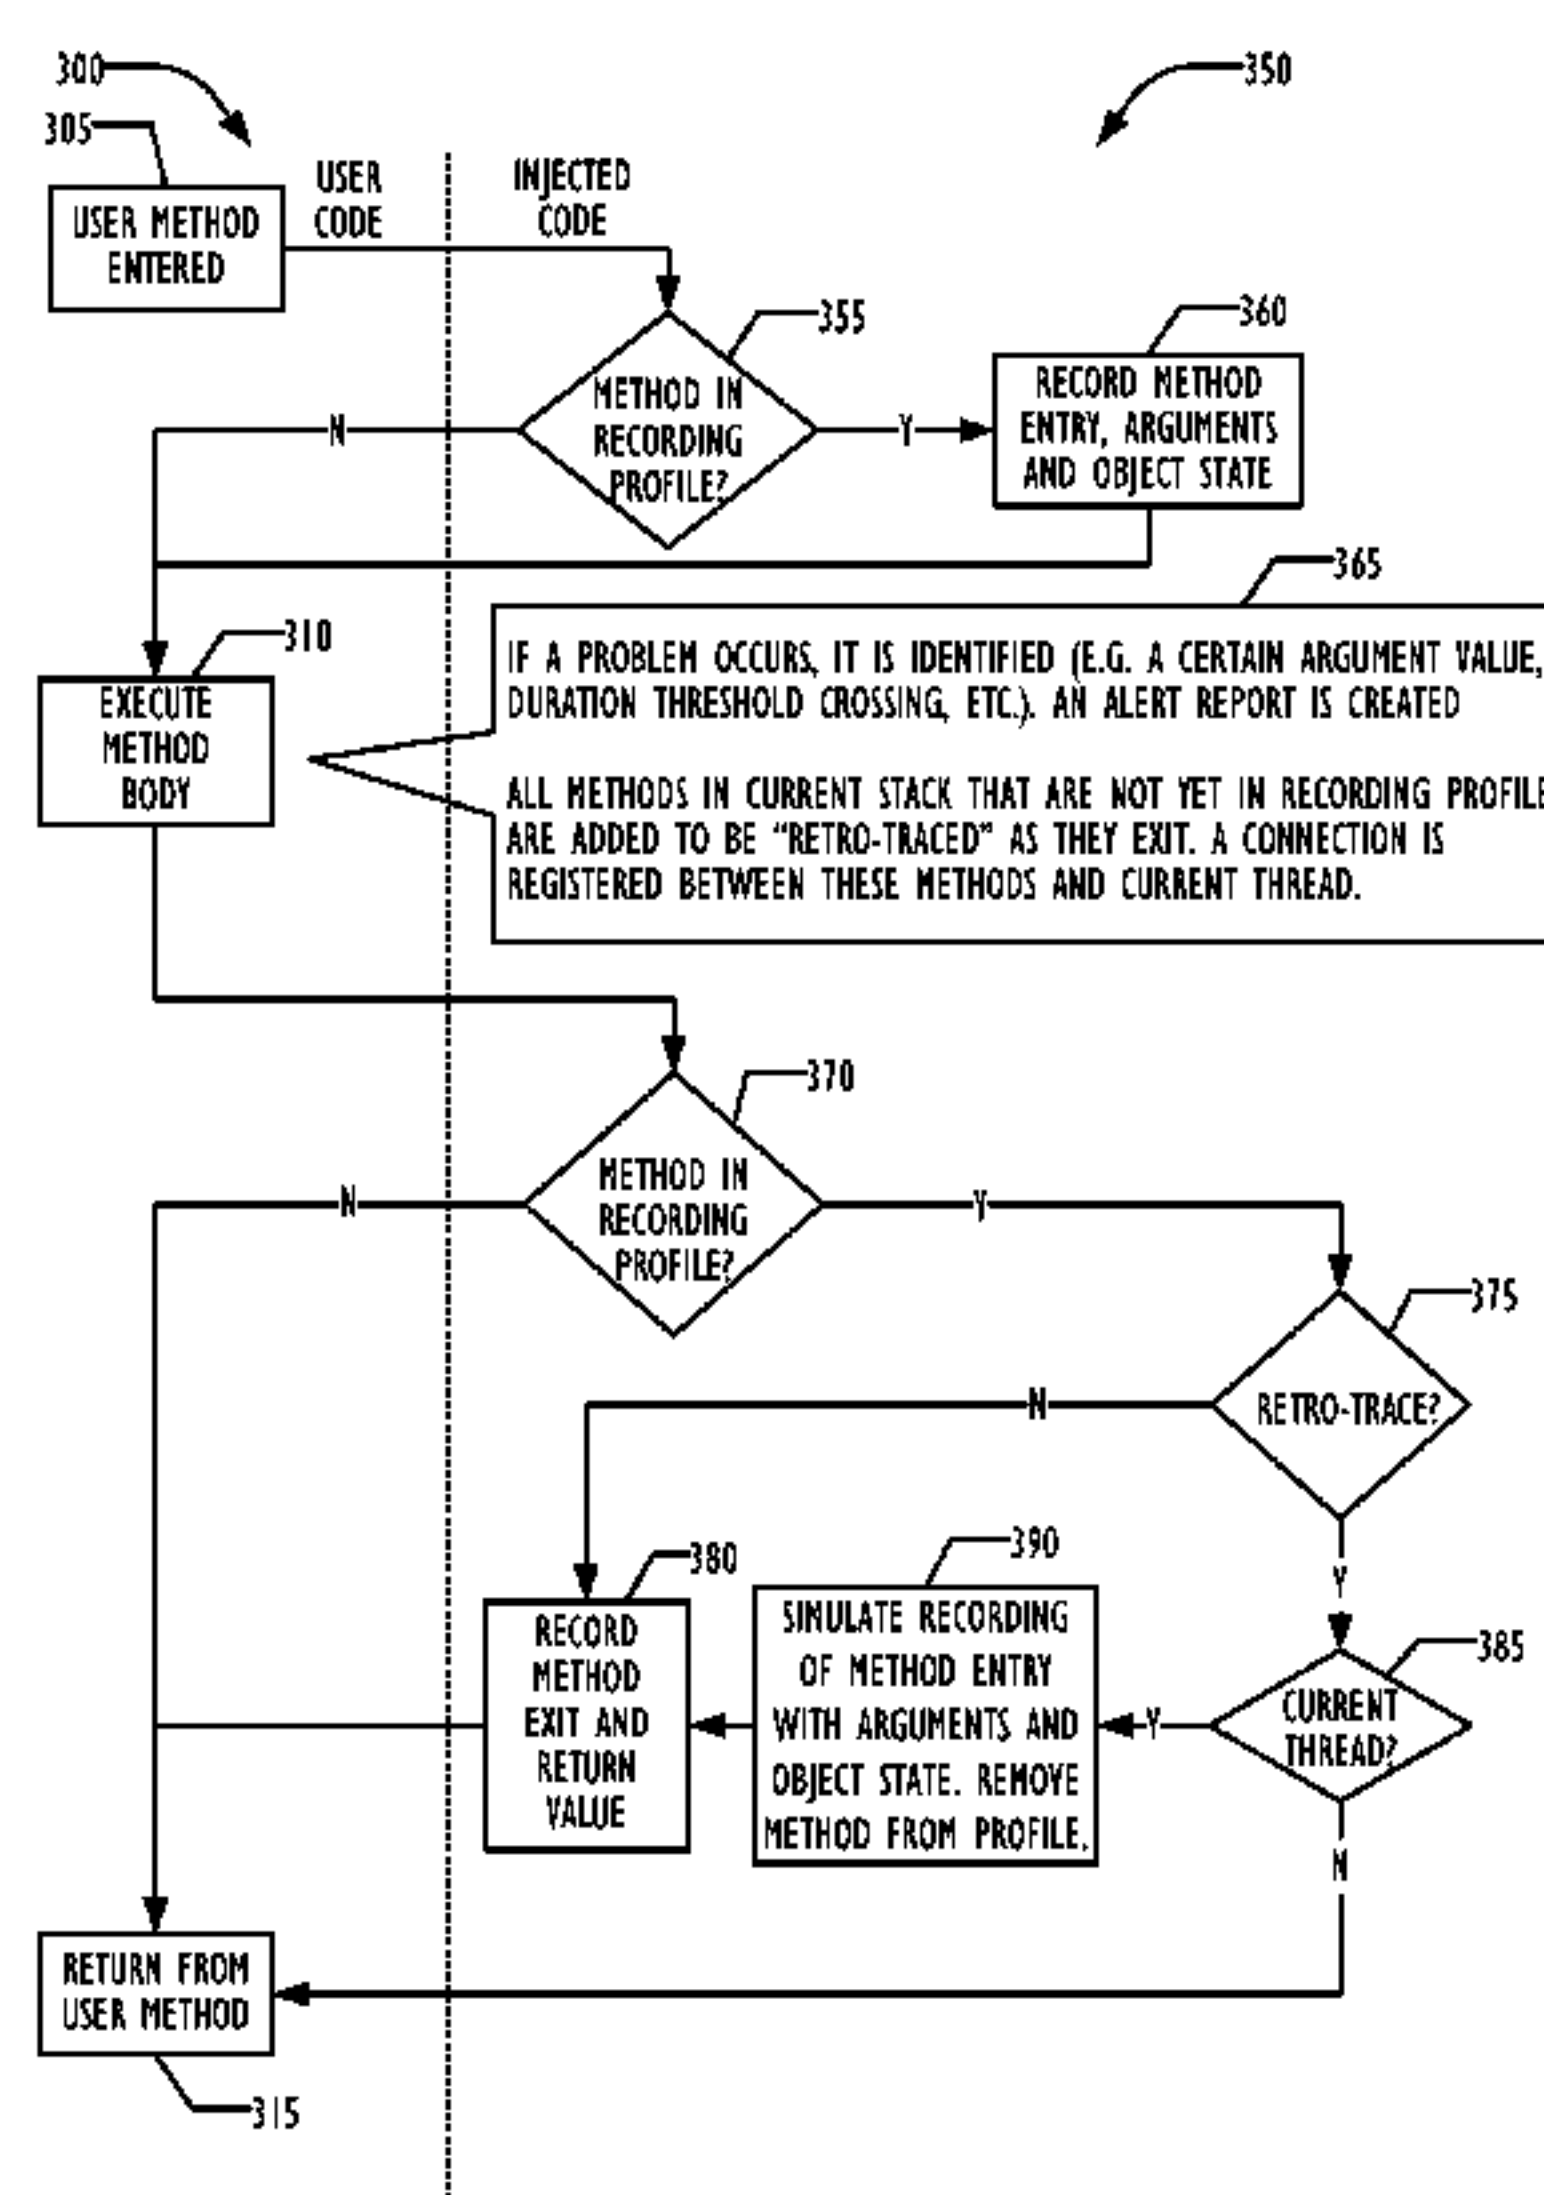 300
350
305
USER
CODE
INJECTED
CODE
USER METHOD
ENTERED
355
360
METHOD IN
RECORDING
PROFILE?
N
Y
RECORD METHOD
ENTRY, ARGUMENTS
AND OBJECT STATE
365
310
EXECUTE
METHOD
BODY
IF A PROBLEM OCCURS, IT IS IDENTIFIED (E.G. A CERTAIN ARGUMENT VALUE,
DURATION THRESHOLD CROSSING, ETC.). AN ALERT REPORT IS CREATED
ALL METHODS IN CURRENT STACK THAT ARE NOT YET IN RECORDING PROFILE
ARE ADDED TO BE “RETRO-TRACED” AS THEY EXIT. A CONNECTION IS
REGISTERED BETWEEN THESE METHODS AND CURRENT THREAD.
370
METHOD IN
RECORDING
PROFILE?
N
Y
375
RETRO-TRACE?
N
Y
380
390
385
RECORD
METHOD
EXIT AND
RETURN
VALUE
SIMULATE RECORDING
OF METHOD ENTRY
WITH ARGUMENTS AND
OBJECT STATE. REMOVE
METHOD FROM PROFILE.
Y
CURRENT
THREAD?
N
RETURN FROM
USER METHOD
315